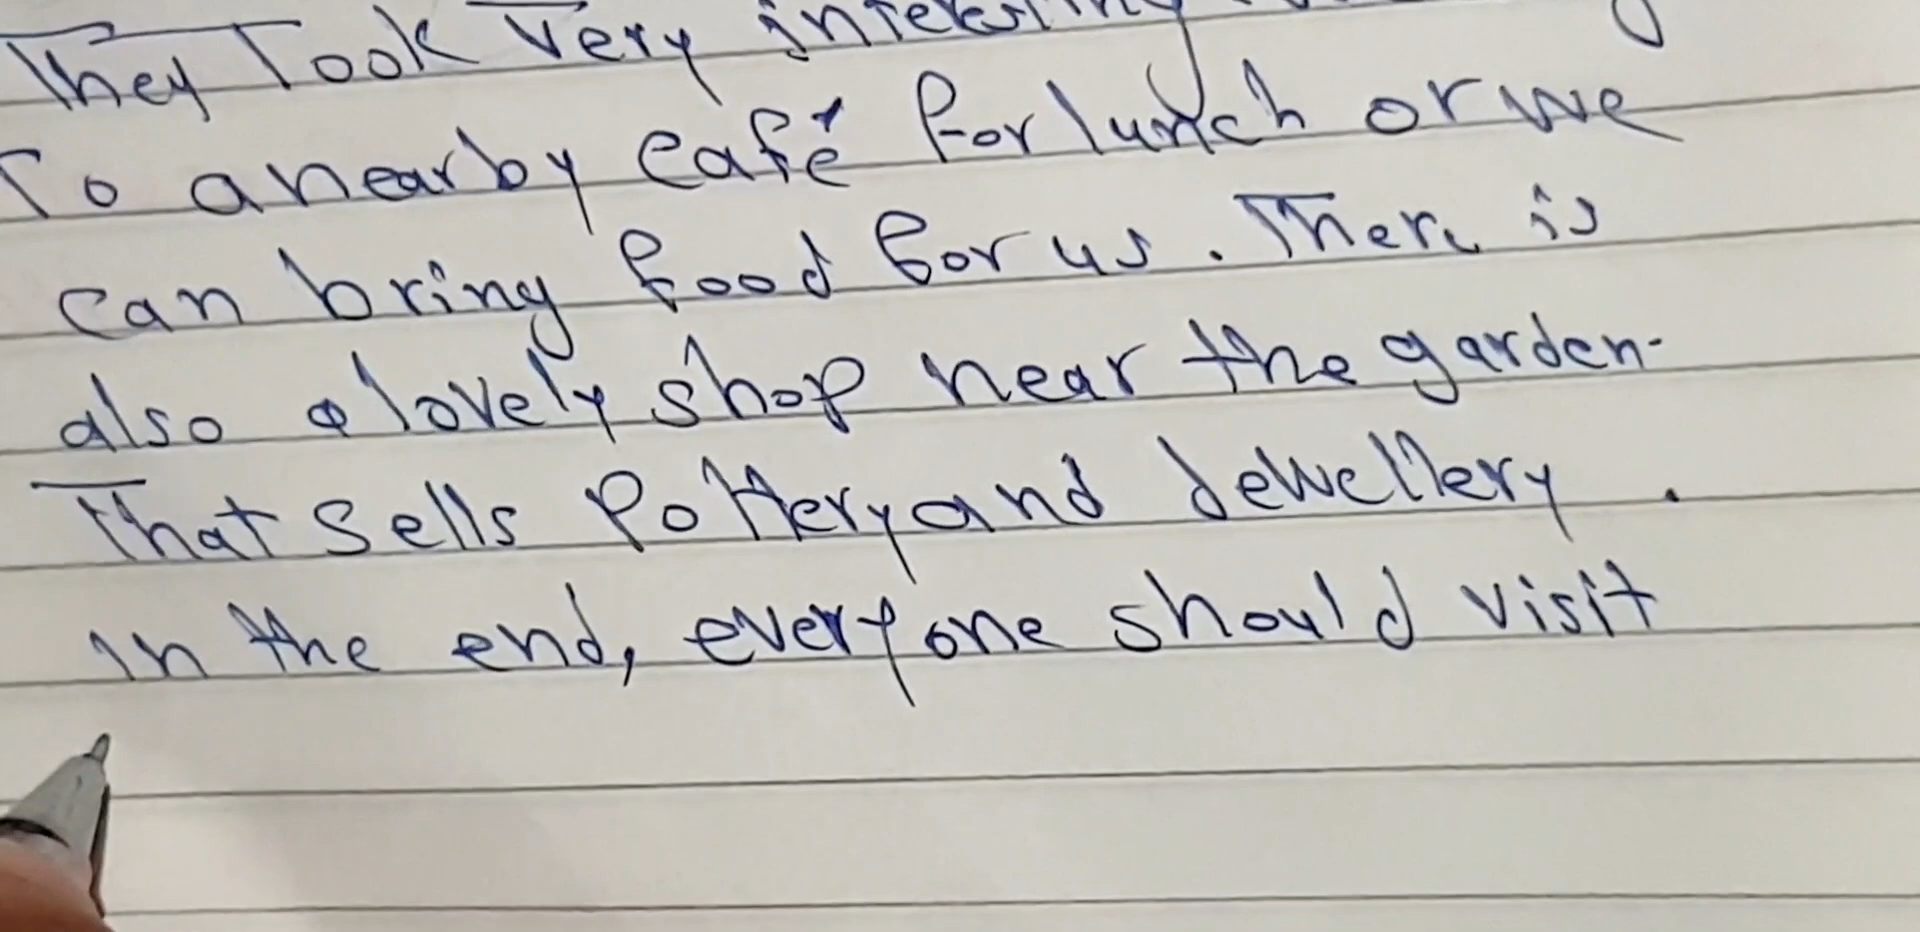 They Took Very
To a nearby café for lunch or we
can bring food for us. There is
also a lovely shop near the garden-
That sells Pottery and Jewellery.
In the end, everyone should visit